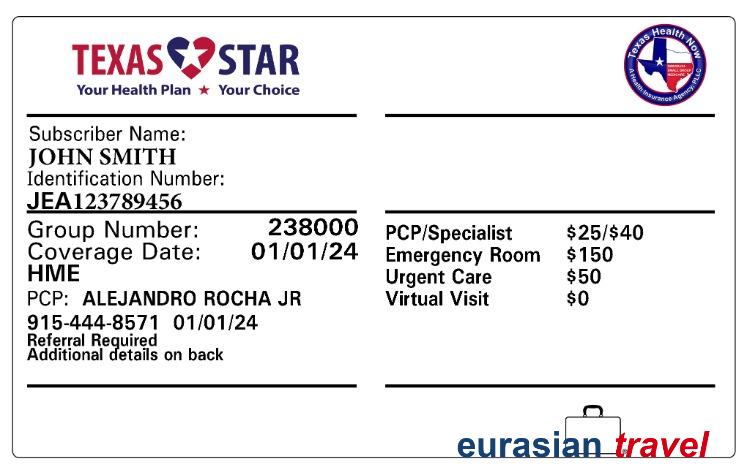 TEXAS STAR
Your Health Plan ★ Your Choice
Texas Health Now
A Health Insurance Agency, PLLC
Subscriber Name:
JOHN SMITH
Identification Number:
JEA123789456
Group Number: 238000
Coverage Date: 01/01/24
HME
PCP: ALEJANDRO ROCHA JR
915-444-8571 01/01/24
Referral Required
Additional details on back
PCP/Specialist $25/$40
Emergency Room $150
Urgent Care $50
Virtual Visit $0
eurasian travel